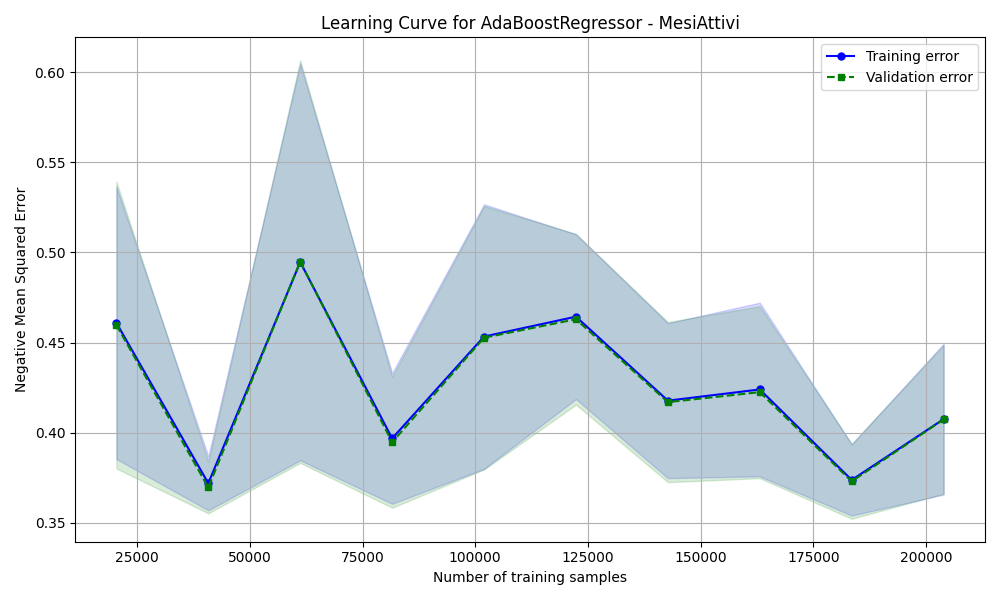 Learning Curve for AdaBoostRegressor - MesiAttivi
Training error
Validation error
Negative Mean Squared Error
0.60
0.55
0.50
0.45
0.40
0.35
25000 50000 75000 100000 125000 150000 175000 200000
Number of training samples